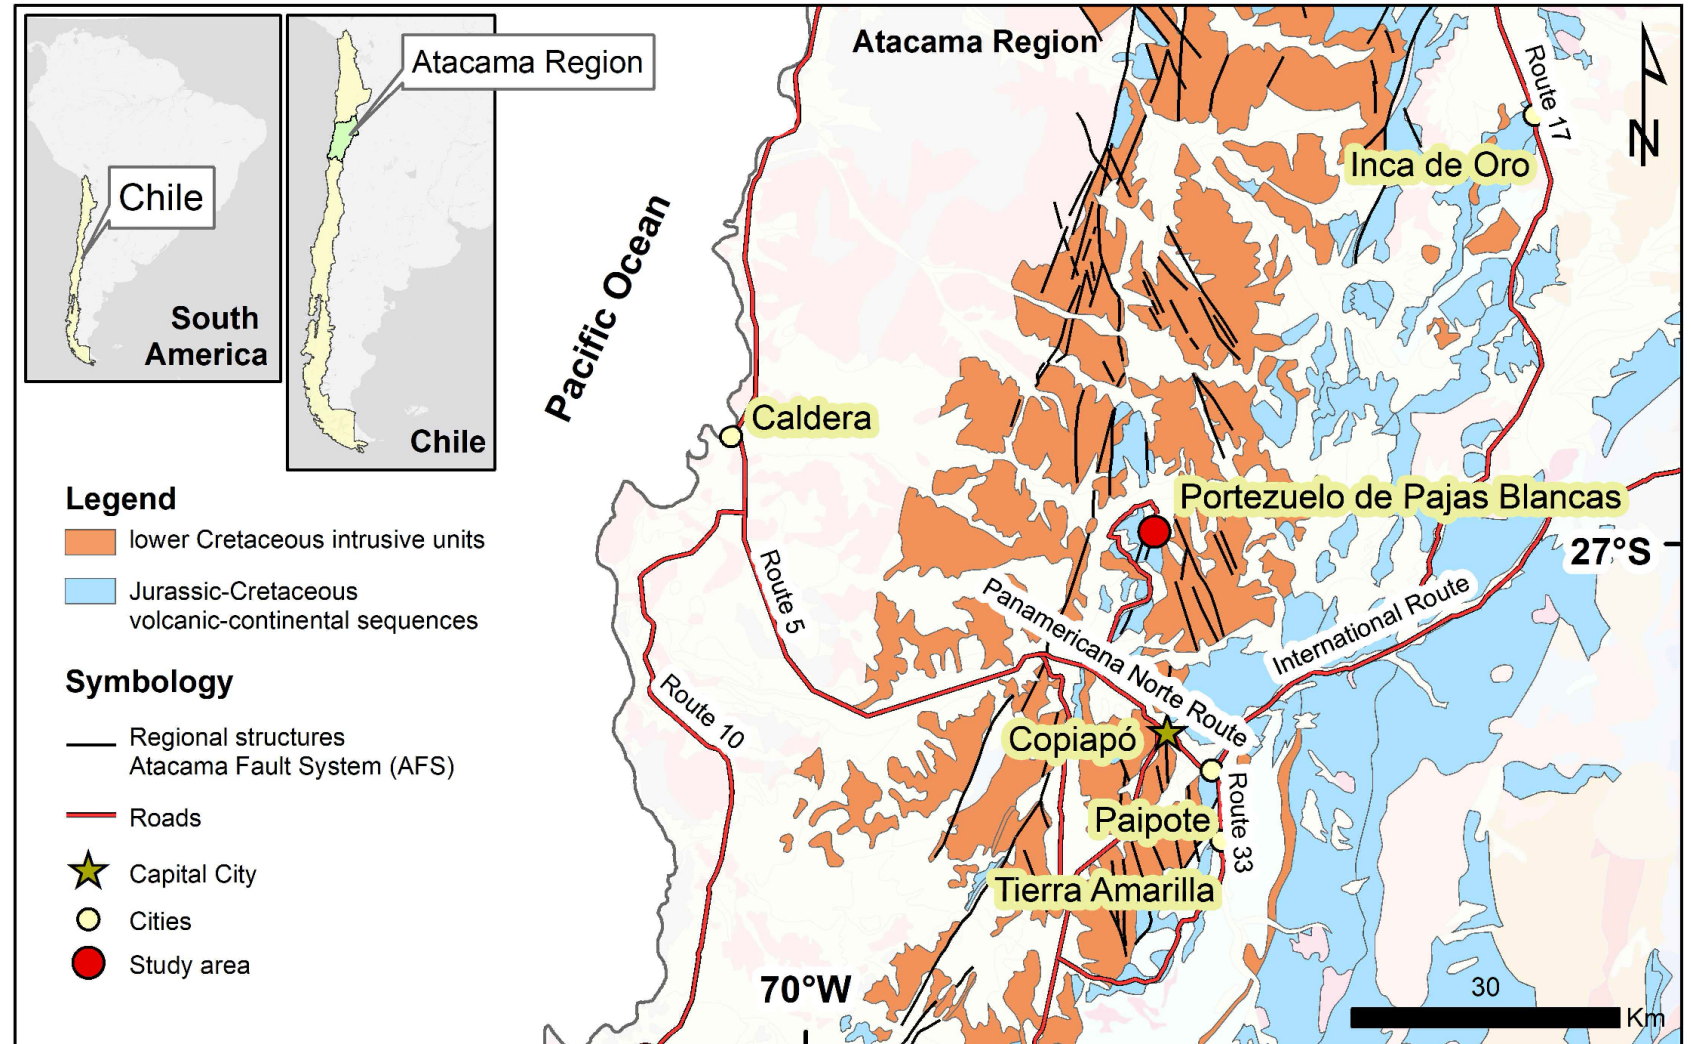 Atacama Region
Chile
South
America
Chile
Atacama Region
Route 17
N
Inca de Oro
Pacific Ocean
Caldera
Portezuelo de Pajas Blancas
27°S
Legend
lower Cretaceous intrusive units
Jurassic-Cretaceous
volcanic-continental sequences
Route 5
Panamericana Norte Route
International Route
Symbology
Route 10
Copiapó
Regional structures
Atacama Fault System (AFS)
Route 33
Paipote
Roads
Capital City
Tierra Amarilla
Cities
Study area
70°W
30
Km